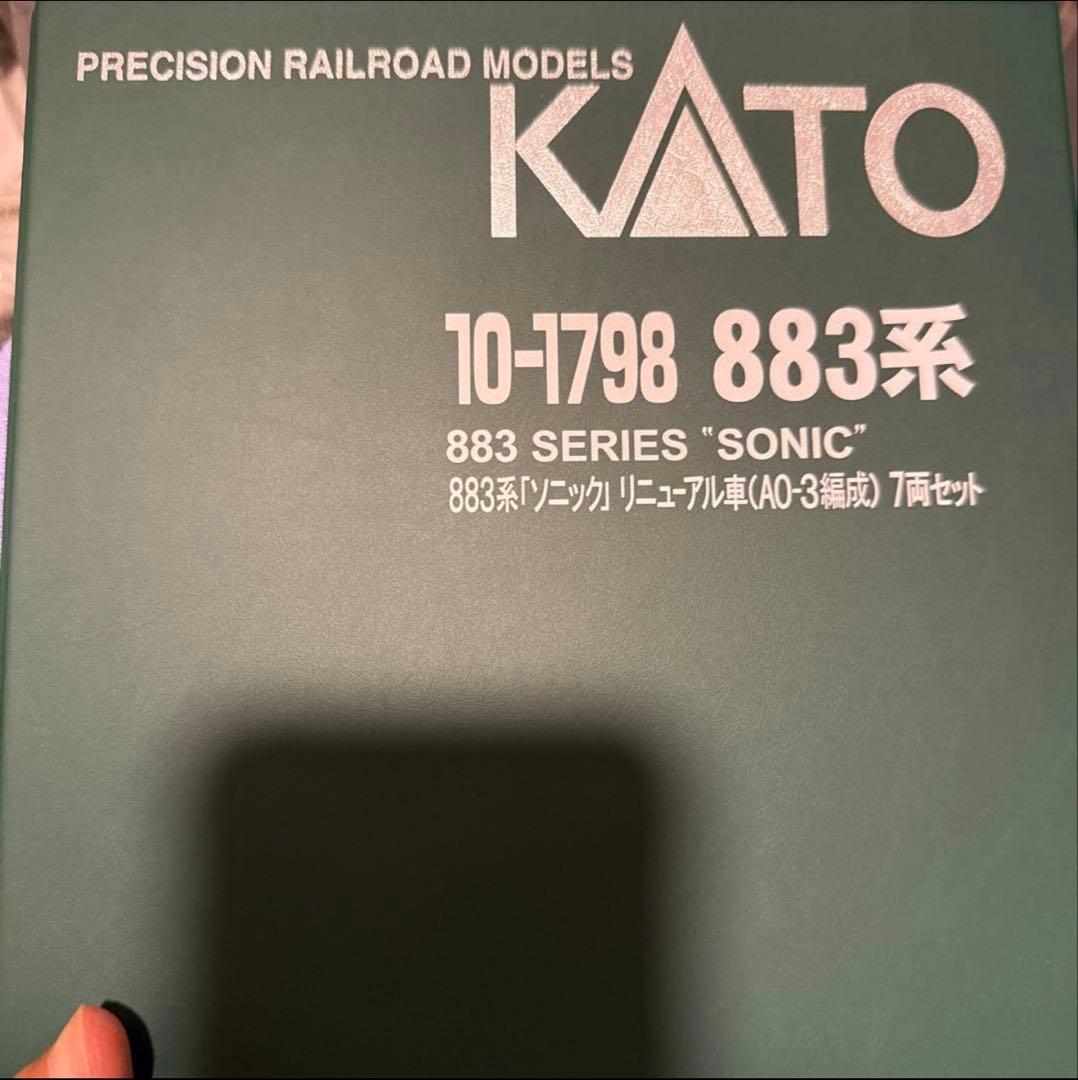 PRECISION RAILROAD MODELS
KATO
10-1798 883系
883 SERIES “SONIC”
883系「ソニック」リニューアル車(AO-3編成) 7両セット